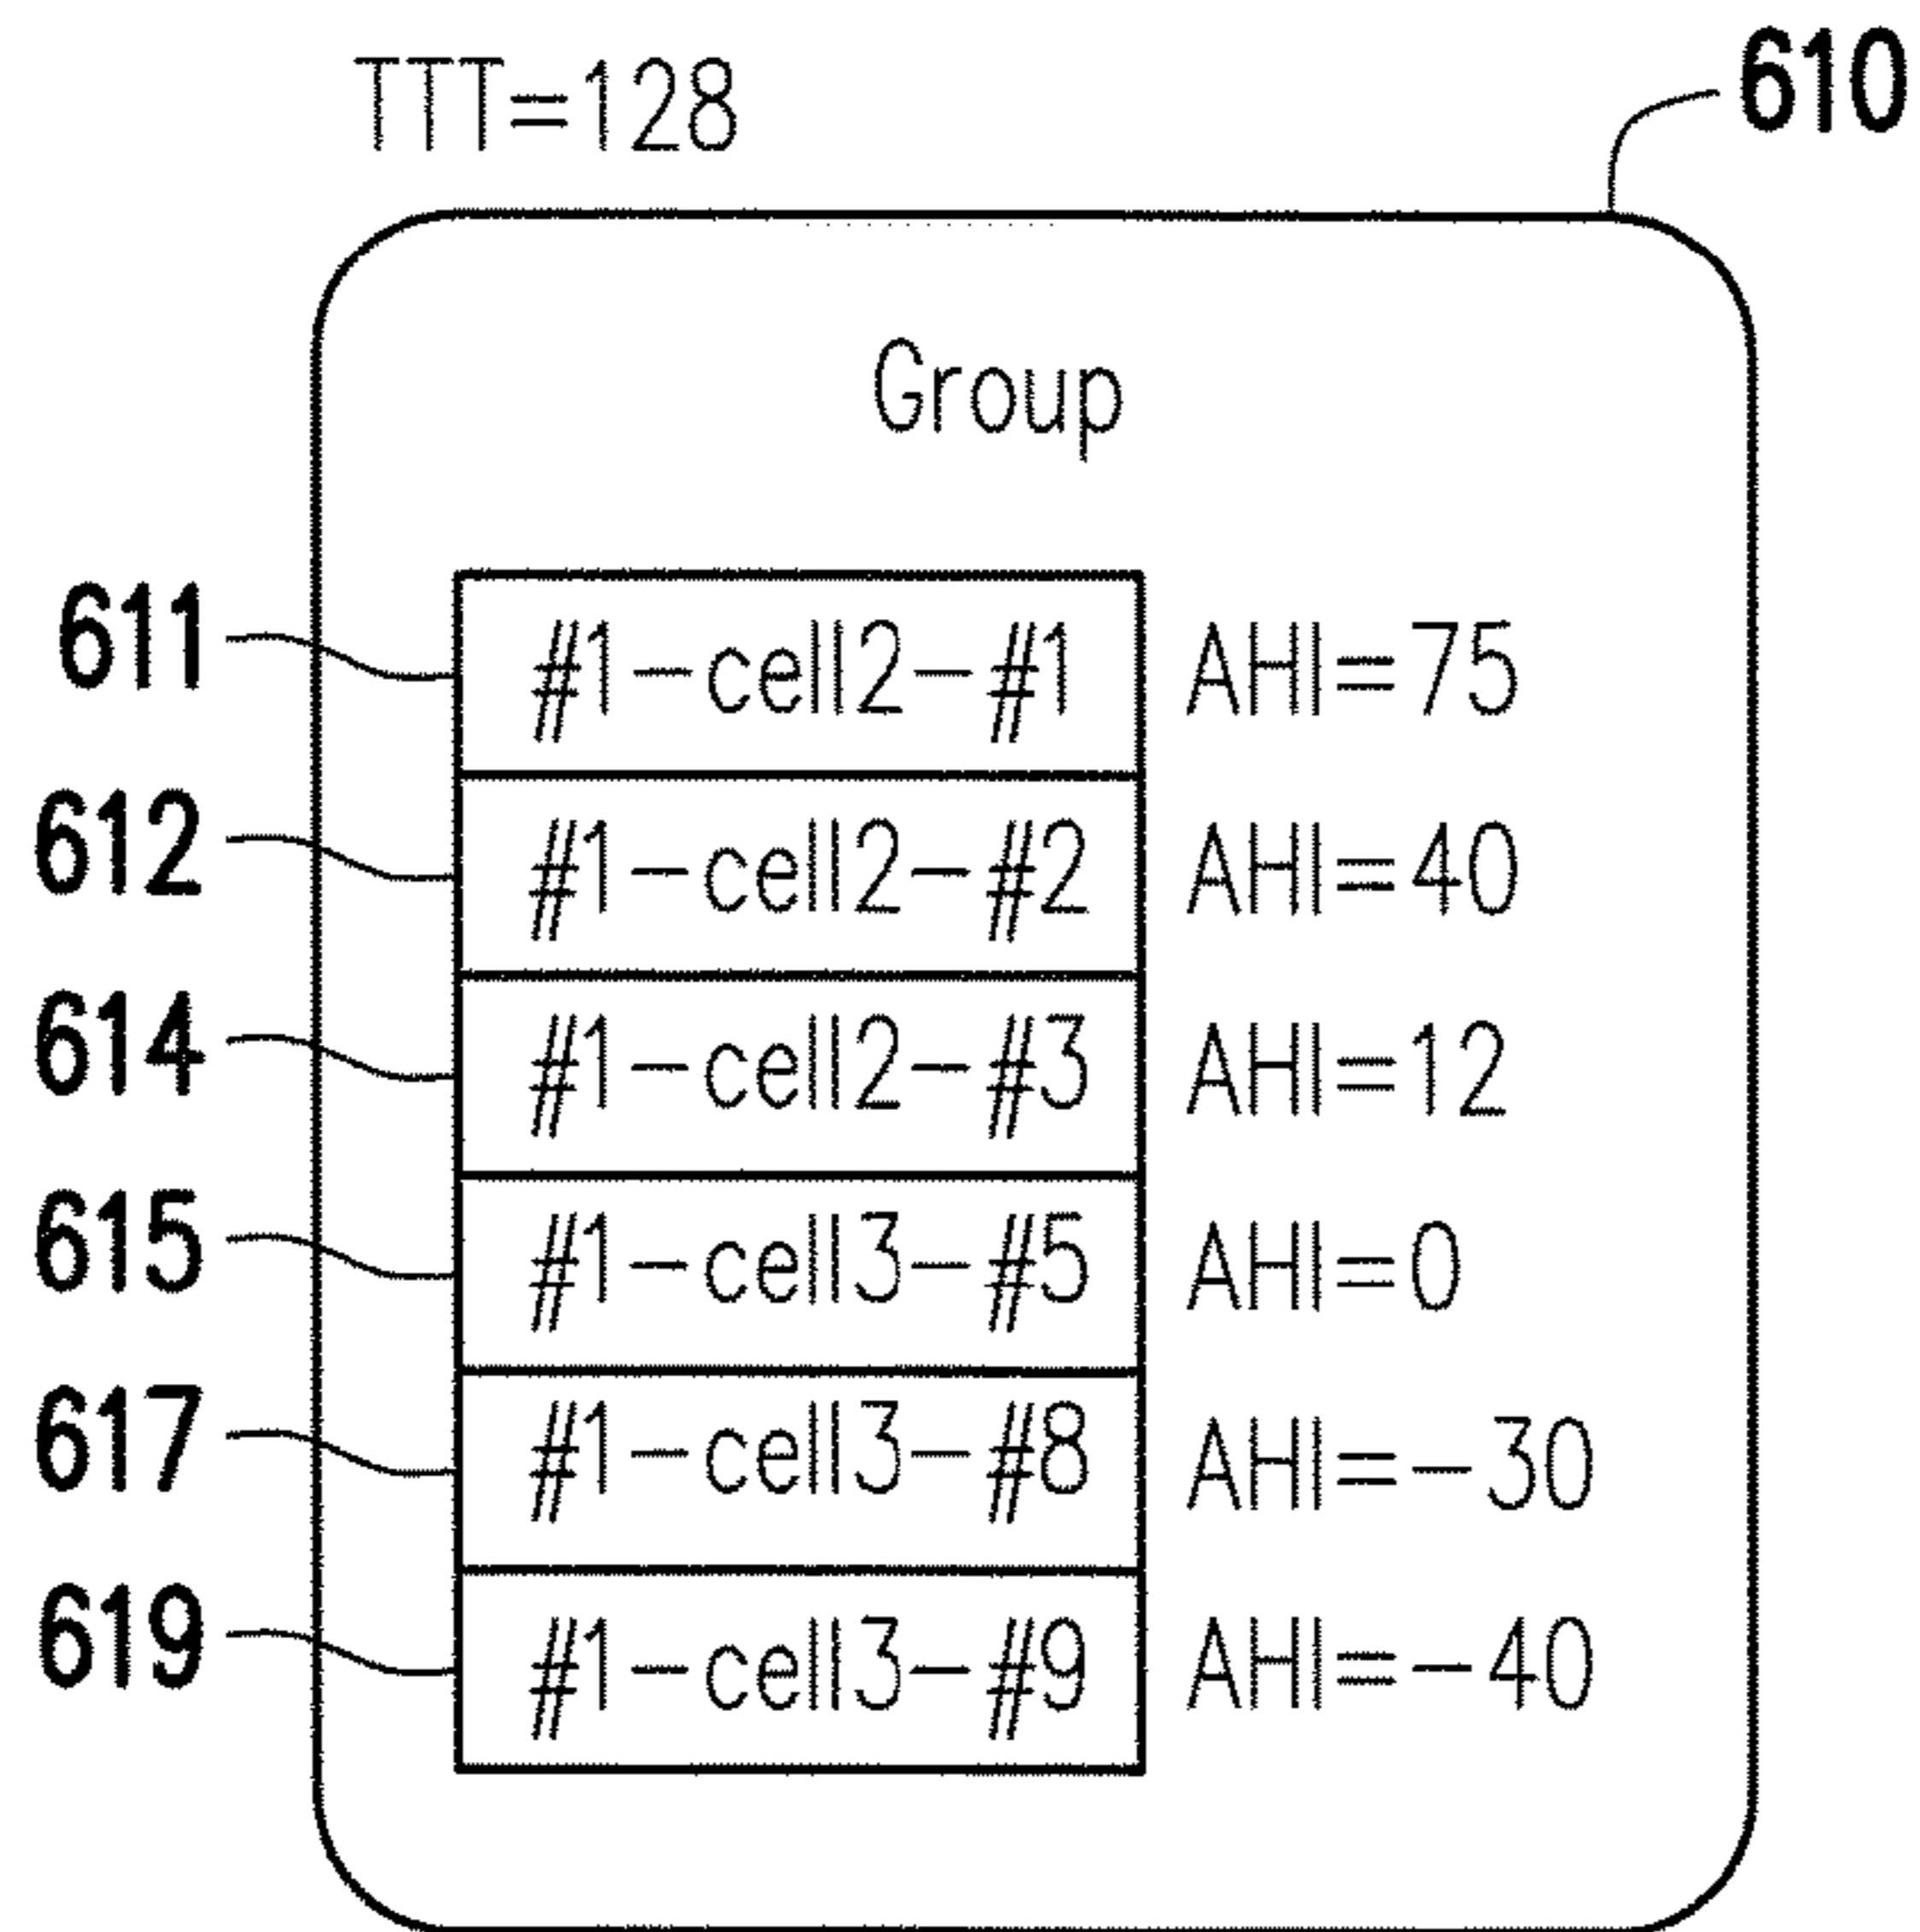 TTT=128 610
Group
611 #1-cell2-#1 AHI=75
612 #1-cell2-#2 AHI=40
614 #1-cell2-#3 AHI=12
615 #1-cell3-#5 AHI=0
617 #1-cell3-#8 AHI=-30
619 #1-cell3-#9 AHI=-40